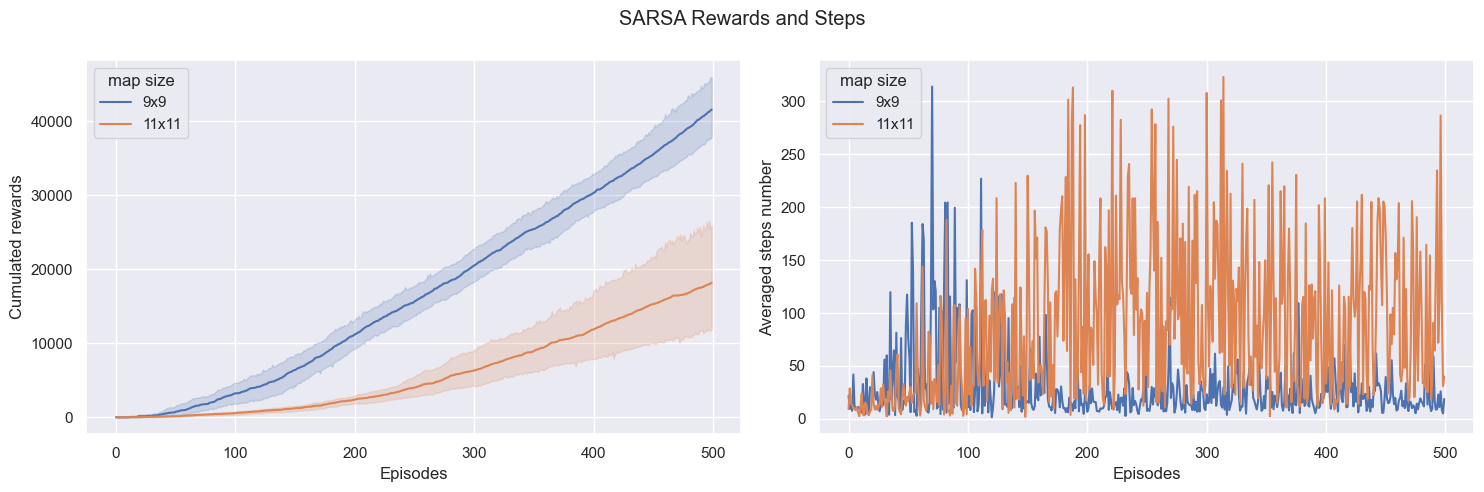 SARSA Rewards and Steps
map size
9x9
11x11
Cumulated rewards
40000
30000
20000
10000
0
0 100 200 300 400 500
Episodes
map size
9x9
11x11
Averaged steps number
300
250
200
150
100
50
0
0 100 200 300 400 500
Episodes